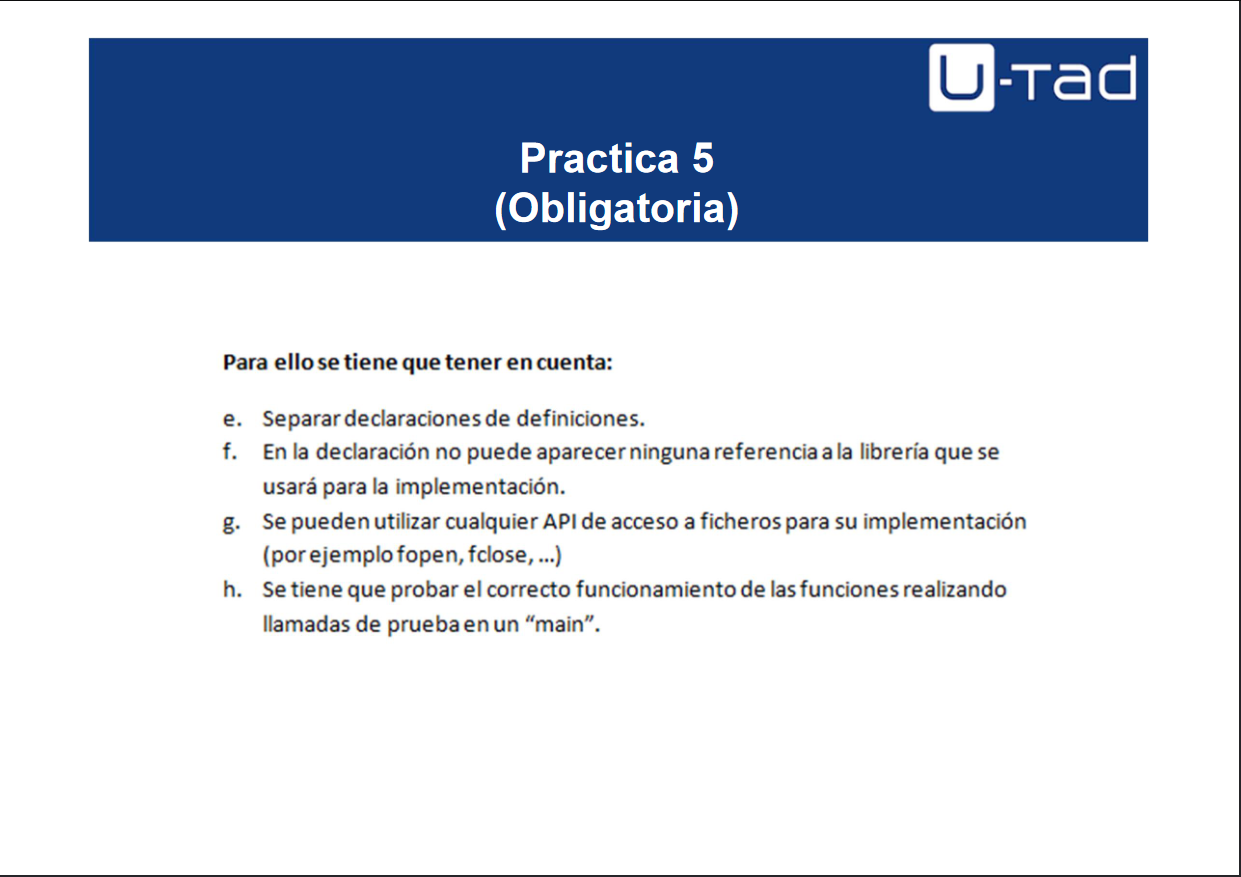 U-Tad
Practica 5
(Obligatoria)
Para ello se tiene que tener en cuenta:
e. Separar declaraciones de definiciones.
f. En la declaración no puede aparecer ninguna referencia a la librería que se
usará para la implementación.
g. Se pueden utilizar cualquier API de acceso a ficheros para su implementación
(por ejemplo fopen, fclose, ...)
h. Se tiene que probar el correcto funcionamiento de las funciones realizando
llamadas de prueba en un “main”.